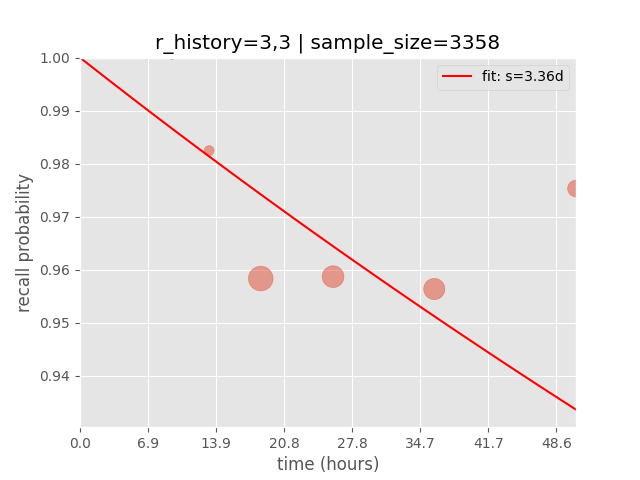 r_history=3,3 | sample_size=3358
fit: s=3.36d
recall probability
1.00
0.99
0.98
0.97
0.96
0.95
0.94
0.0 6.9 13.9 20.8 27.8 34.7 41.7 48.6
time (hours)